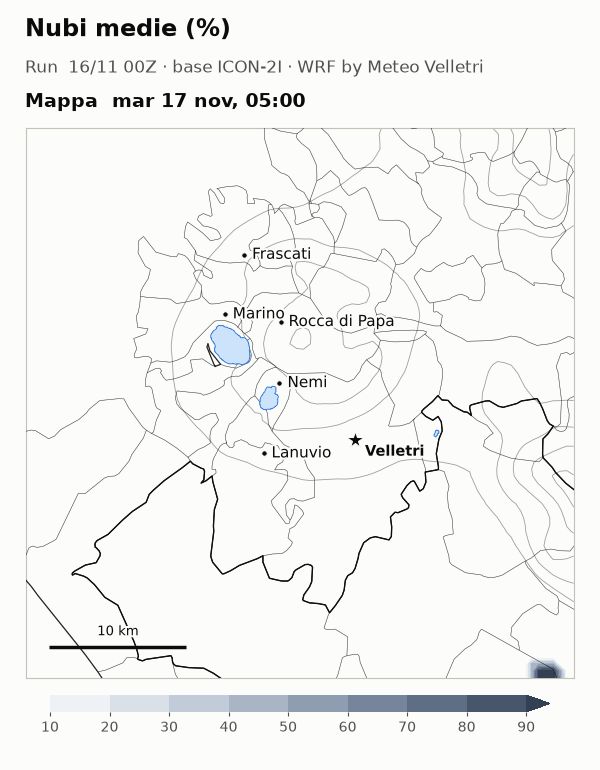 Nubi medie (%)
Run  16/11 00Z · base ICON-2I · WRF by Meteo Velletri
Mappa  mar 17 nov, 05:00
Frascati
Marino
Rocca di Papa
Nemi
Velletri
Lanuvio
10 km
10 20 30 40 50 60 70 80 90